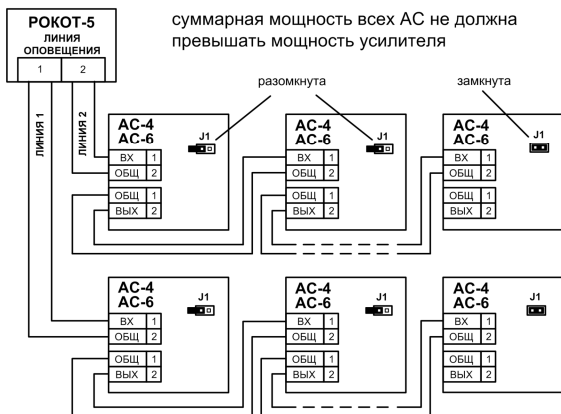 РОКОТ-5
ЛИНИЯ
ОПОВЕЩЕНИЯ
1 2
суммарная мощность всех АС не должна
превышать мощность усилителя
разомкнута
замкнута
ЛИНИЯ 1
ЛИНИЯ 2
АС-4
АС-6
J1
ВХ 1
ОБЩ 2
ОБЩ 1
ВЫХ 2
АС-4
АС-6
J1
ВХ 1
ОБЩ 2
ОБЩ 1
ВЫХ 2
АС-4
АС-6
J1
ВХ 1
ОБЩ 2
ОБЩ 1
ВЫХ 2
АС-4
АС-6
J1
ВХ 1
ОБЩ 2
ОБЩ 1
ВЫХ 2
АС-4
АС-6
J1
ВХ 1
ОБЩ 2
ОБЩ 1
ВЫХ 2
АС-4
АС-6
J1
ВХ 1
ОБЩ 2
ОБЩ 1
ВЫХ 2